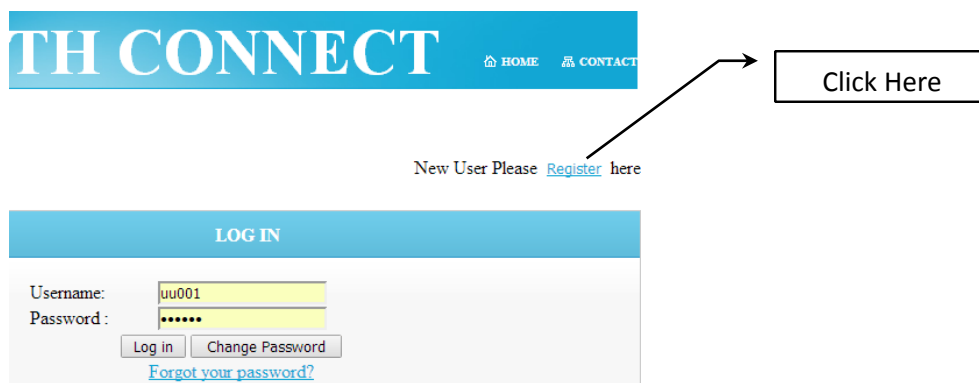 TH CONNECT
HOME CONTACT
Click Here
New User Please Register here
LOG IN
Username: uu001
Password : ••••••
Log in Change Password
Forgot your password?